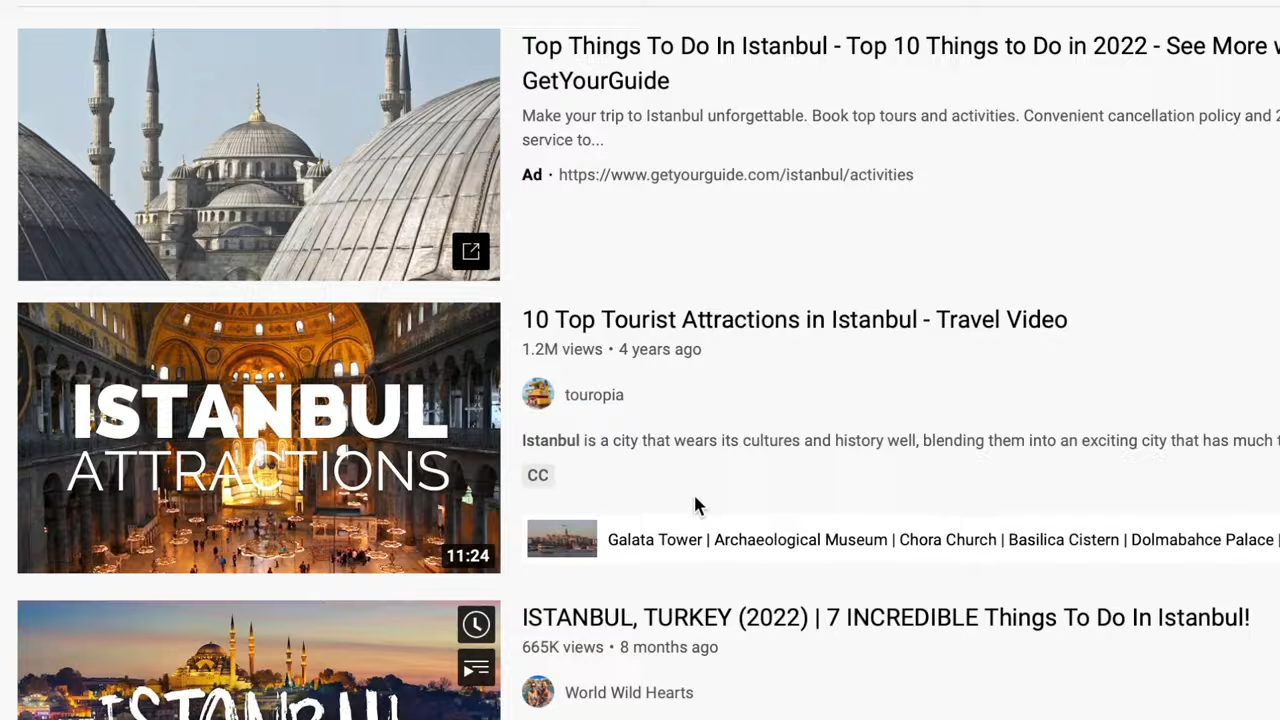 Top Things To Do In Istanbul - Top 10 Things to Do in 2022 - See More
GetYourGuide
Make your trip to Istanbul unforgettable. Book top tours and activities. Convenient cancellation policy and
service to...
Ad · https://www.getyourguide.com/istanbul/activities
ISTANBUL
ATTRACTIONS
11:24
10 Top Tourist Attractions in Istanbul - Travel Video
1.2M views • 4 years ago
touropia
Istanbul is a city that wears its cultures and history well, blending them into an exciting city that has much
CC
Galata Tower | Archaeological Museum | Chora Church | Basilica Cistern | Dolmabahce Palace |
ISTANBUL
ISTANBUL, TURKEY (2022) | 7 INCREDIBLE Things To Do In Istanbul!
665K views • 8 months ago
World Wild Hearts